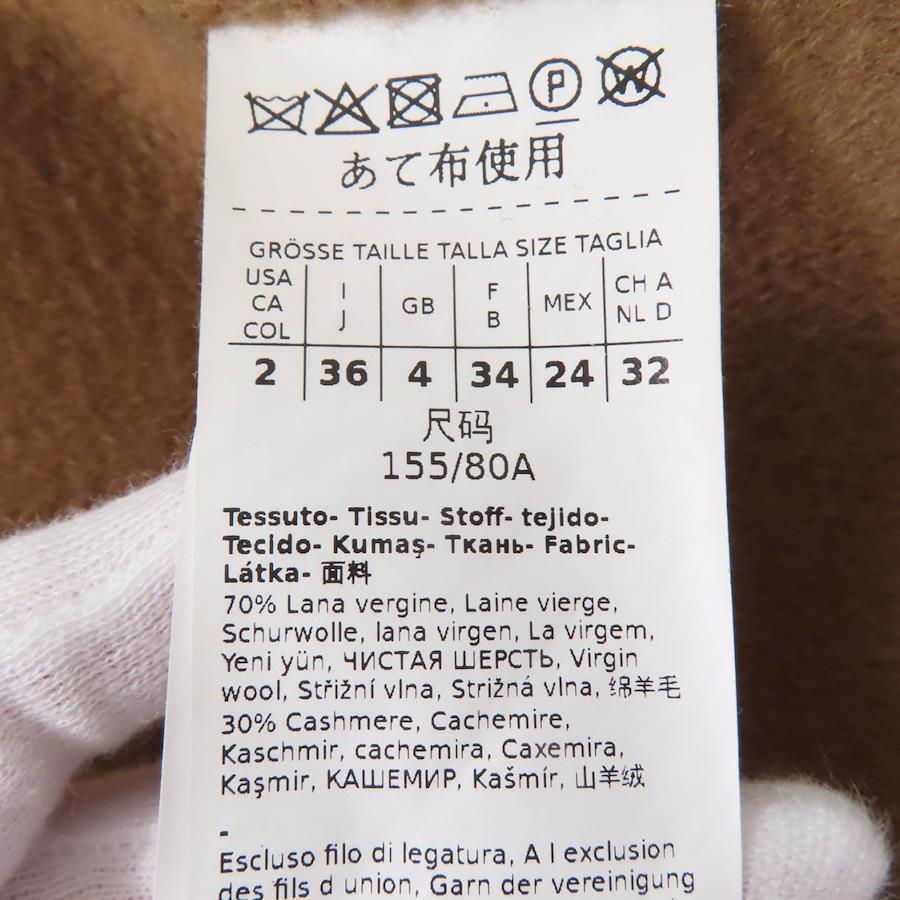 P W
あて布使用
GRÖSSE TAILLE TALLA SIZE TAGLIA
USA CA COL | I J | GB | F B | MEX | CH A NL D
2 | 36 | 4 | 34 | 24 | 32
尺码
155/80A
Tessuto- Tissu- Stoff- tejido-
Tecido- Kumaş- Ткань- Fabric-
Látka- 面料
70% Lana vergine, Laine vierge,
Schurwolle, lana virgen, La virgem,
Yeni yün, ЧИСТАЯ ШЕРСТЬ, Virgin
wool, Střižní vlna, Strižná vlna, 绵羊毛
30% Cashmere, Cachemire,
Kaschmir, cachemira, Caxemira,
Kaşmir, КАШЕМИР, Kašmír, 山羊绒
-
Escluso filo di legatura, A l exclusion
des fils d union, Garn der vereinigung